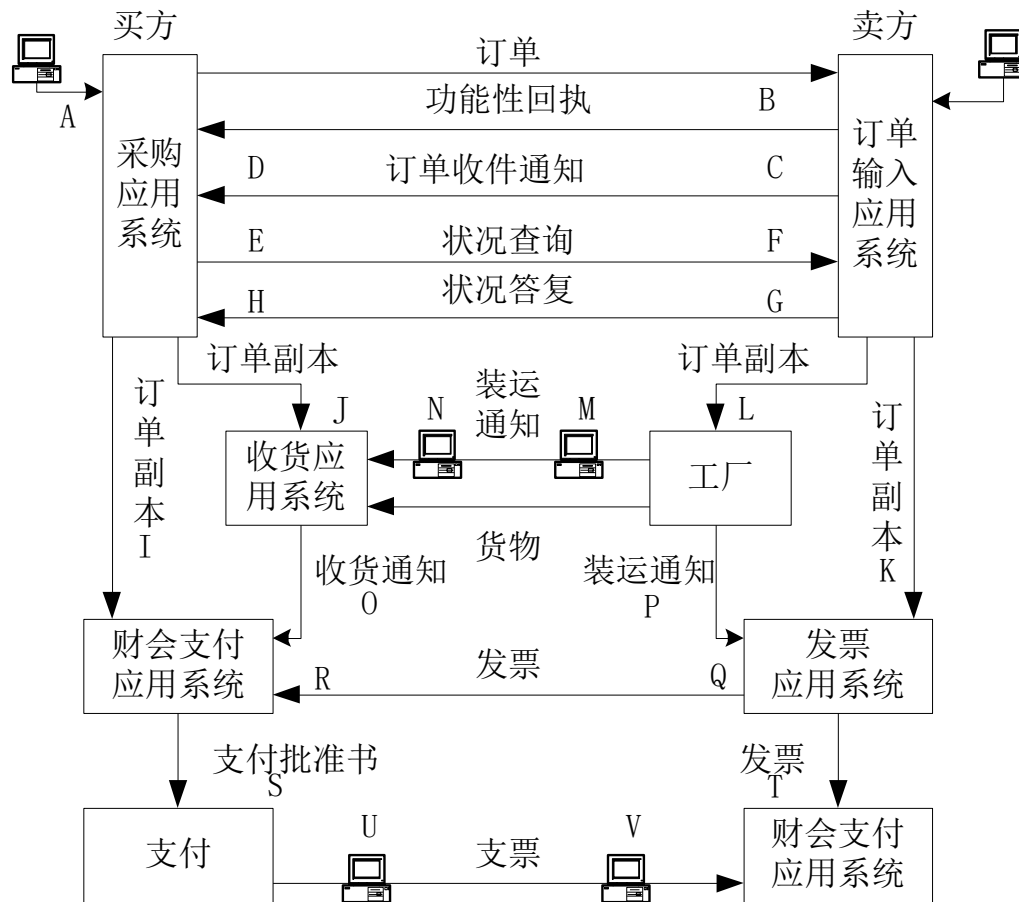 买方
卖方
订单
A
功能性回执
B
采购
应用
系统
订单
输入
应用
系统
D
订单收件通知
C
E
状况查询
F
H
状况答复
G
订单副本
订单副本
订
单
副
本
I
J
N
装运
通知
M
L
订
单
副
本
K
收货应
用系统
工厂
货物
收货通知
O
装运通知
P
财会支付
应用系统
R
发票
Q
发票
应用系统
支付批准书
S
发票
T
支付
U
支票
V
财会支付
应用系统